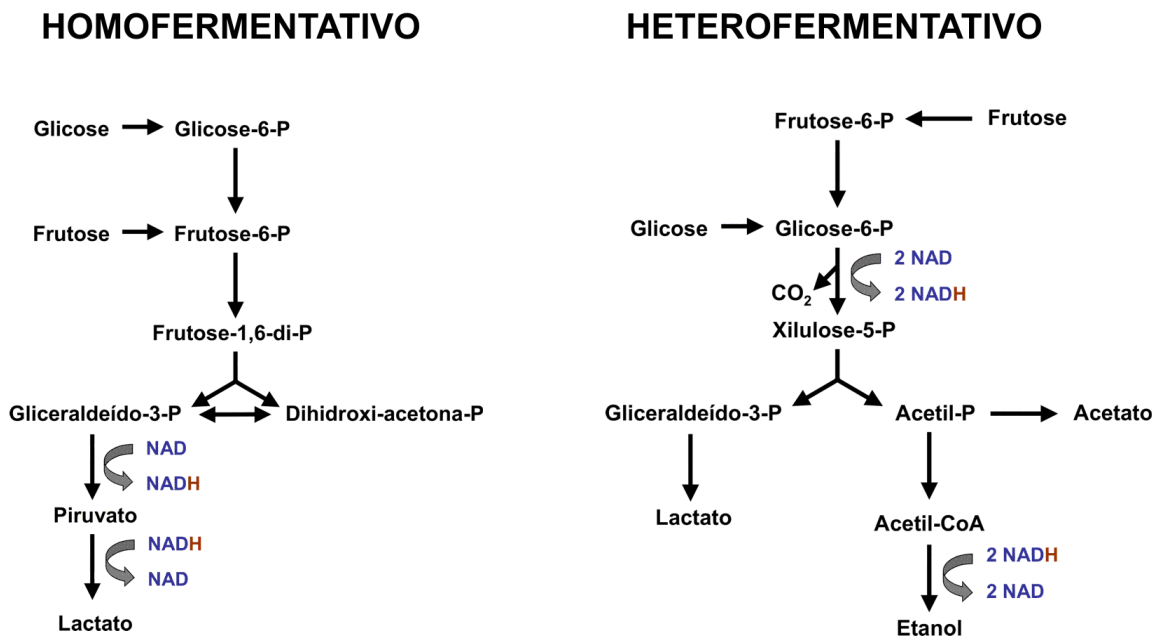 HOMOFERMENTATIVO
Glicose
Glicose-6-P
Frutose
Frutose-6-P
Frutose-1,6-di-P
Gliceraldeído-3-P
Dihidroxi-acetona-P
NAD
NADH
Piruvato
NADH
NAD
Lactato
HETEROFERMENTATIVO
Frutose-6-P
Frutose
Glicose
Glicose-6-P
2 NAD
2 NADH
CO2
Xilulose-5-P
Gliceraldeído-3-P
Acetil-P
Acetato
Lactato
Acetil-CoA
2 NADH
2 NAD
Etanol